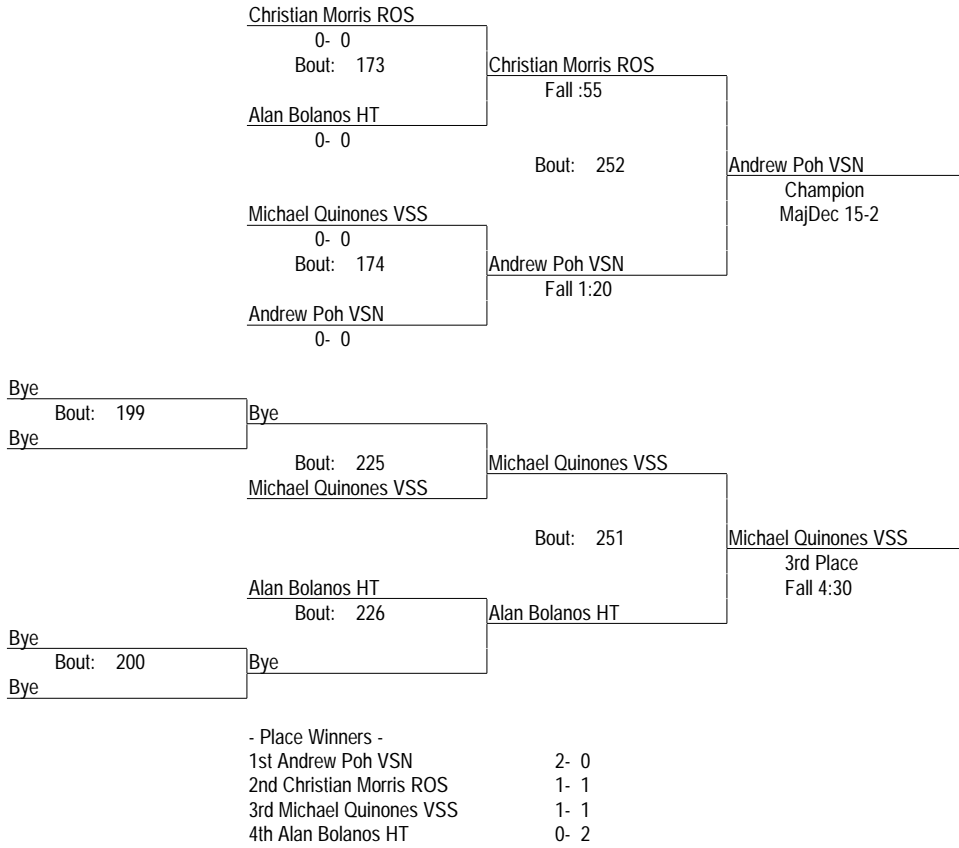 Christian Morris ROS
0- 0
Bout: 173
Christian Morris ROS
Fall :55
Alan Bolanos HT
0- 0
Bout: 252
Andrew Poh VSN
Champion
MajDec 15-2
Michael Quinones VSS
0- 0
Bout: 174
Andrew Poh VSN
Fall 1:20
Andrew Poh VSN
0- 0
Bye
Bout: 199
Bye
Bye
Bout: 225
Michael Quinones VSS
Michael Quinones VSS
Bout: 251
Michael Quinones VSS
3rd Place
Fall 4:30
Alan Bolanos HT
Bout: 226
Alan Bolanos HT
Bye
Bout: 200
Bye
Bye
- Place Winners -
1st Andrew Poh VSN 2- 0
2nd Christian Morris ROS 1- 1
3rd Michael Quinones VSS 1- 1
4th Alan Bolanos HT 0- 2